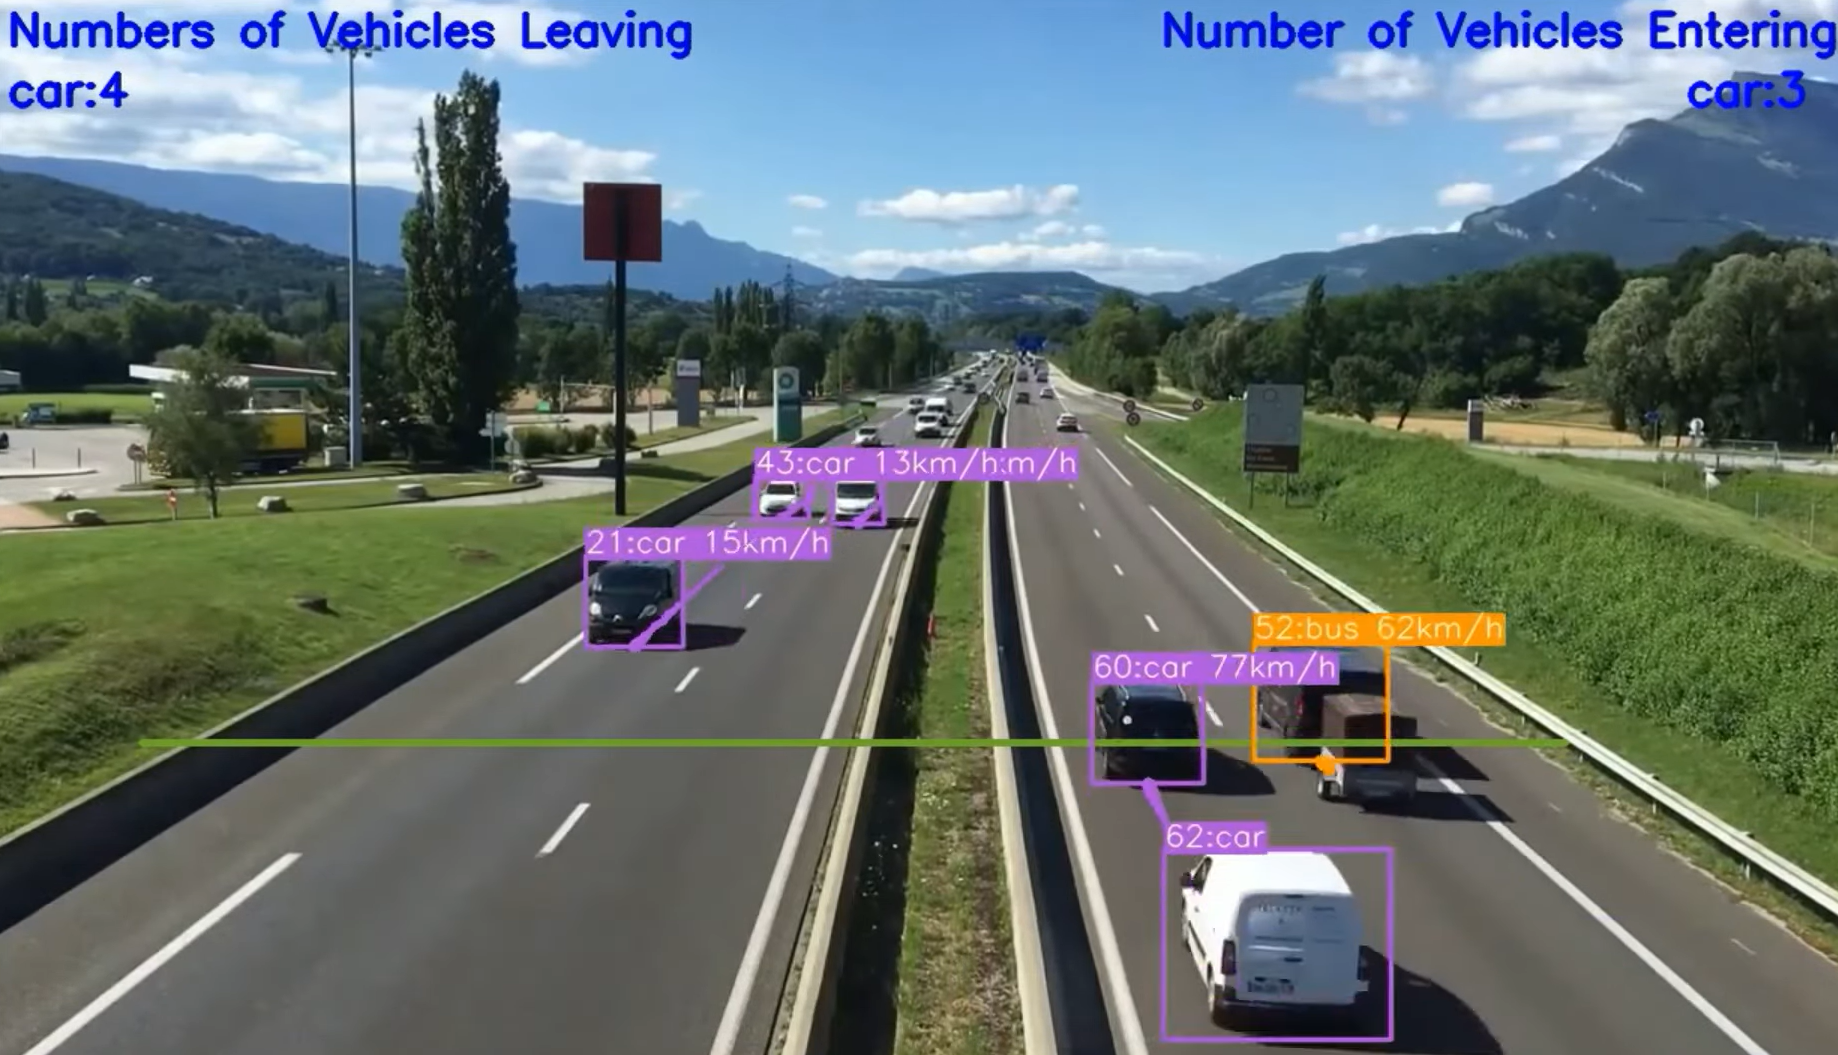 Numbers of Vehicles Leaving
car:4
Number of Vehicles Entering
car:3
43:car 13km/h:m/h
21:car 15km/h
52:bus 62km/h
60:car 77km/h
62:car